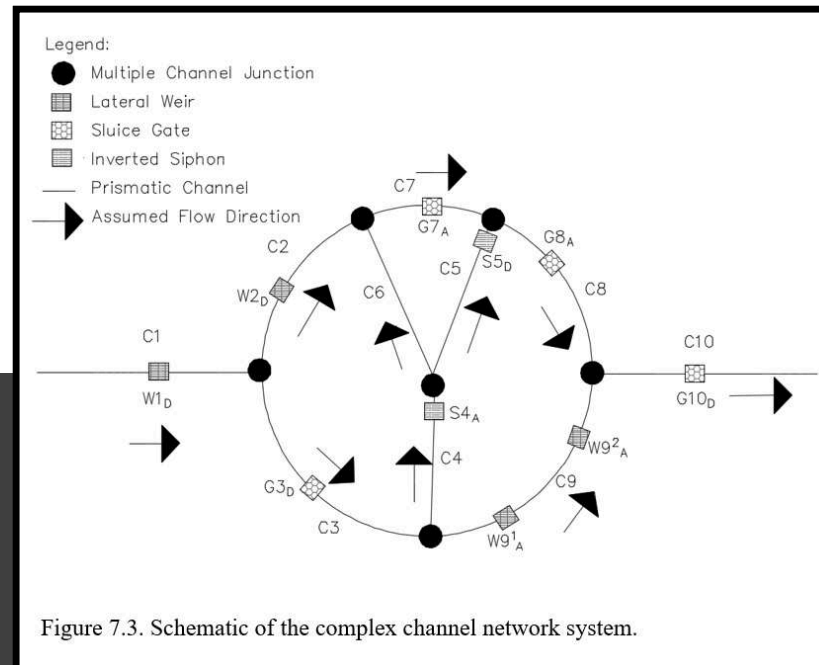 Legend:
Multiple Channel Junction
Lateral Weir
Sluice Gate
Inverted Siphon
Prismatic Channel
Assumed Flow Direction
C7
G7A
G8A
C2
C5
S5D
C6
C8
W2D
C1
C10
W1D
S4A
G10D
W9²A
C4
G3D
C9
C3
W9¹A
Figure 7.3. Schematic of the complex channel network system.